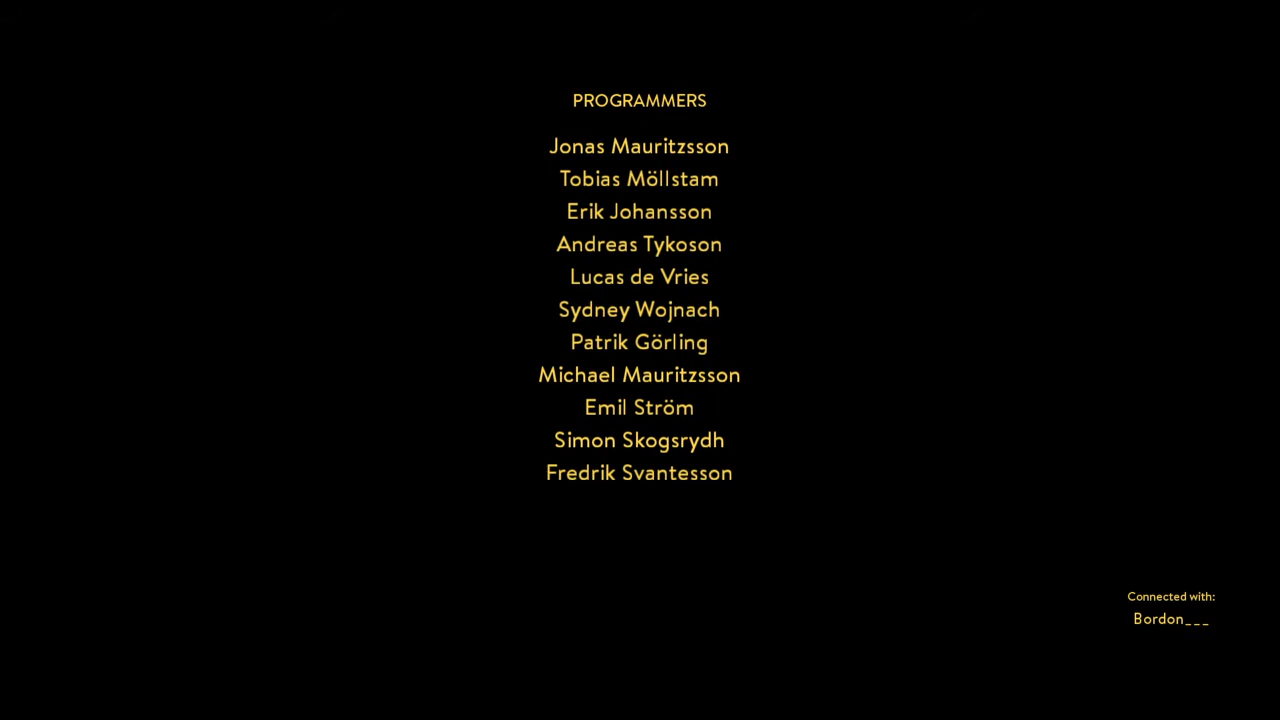 PROGRAMMERS
Jonas Mauritzsson
Tobias Möllstam
Erik Johansson
Andreas Tykoson
Lucas de Vries
Sydney Wojnach
Patrik Görling
Michael Mauritzsson
Emil Ström
Simon Skogsrydh
Fredrik Svantesson
Connected with:
Bordon___